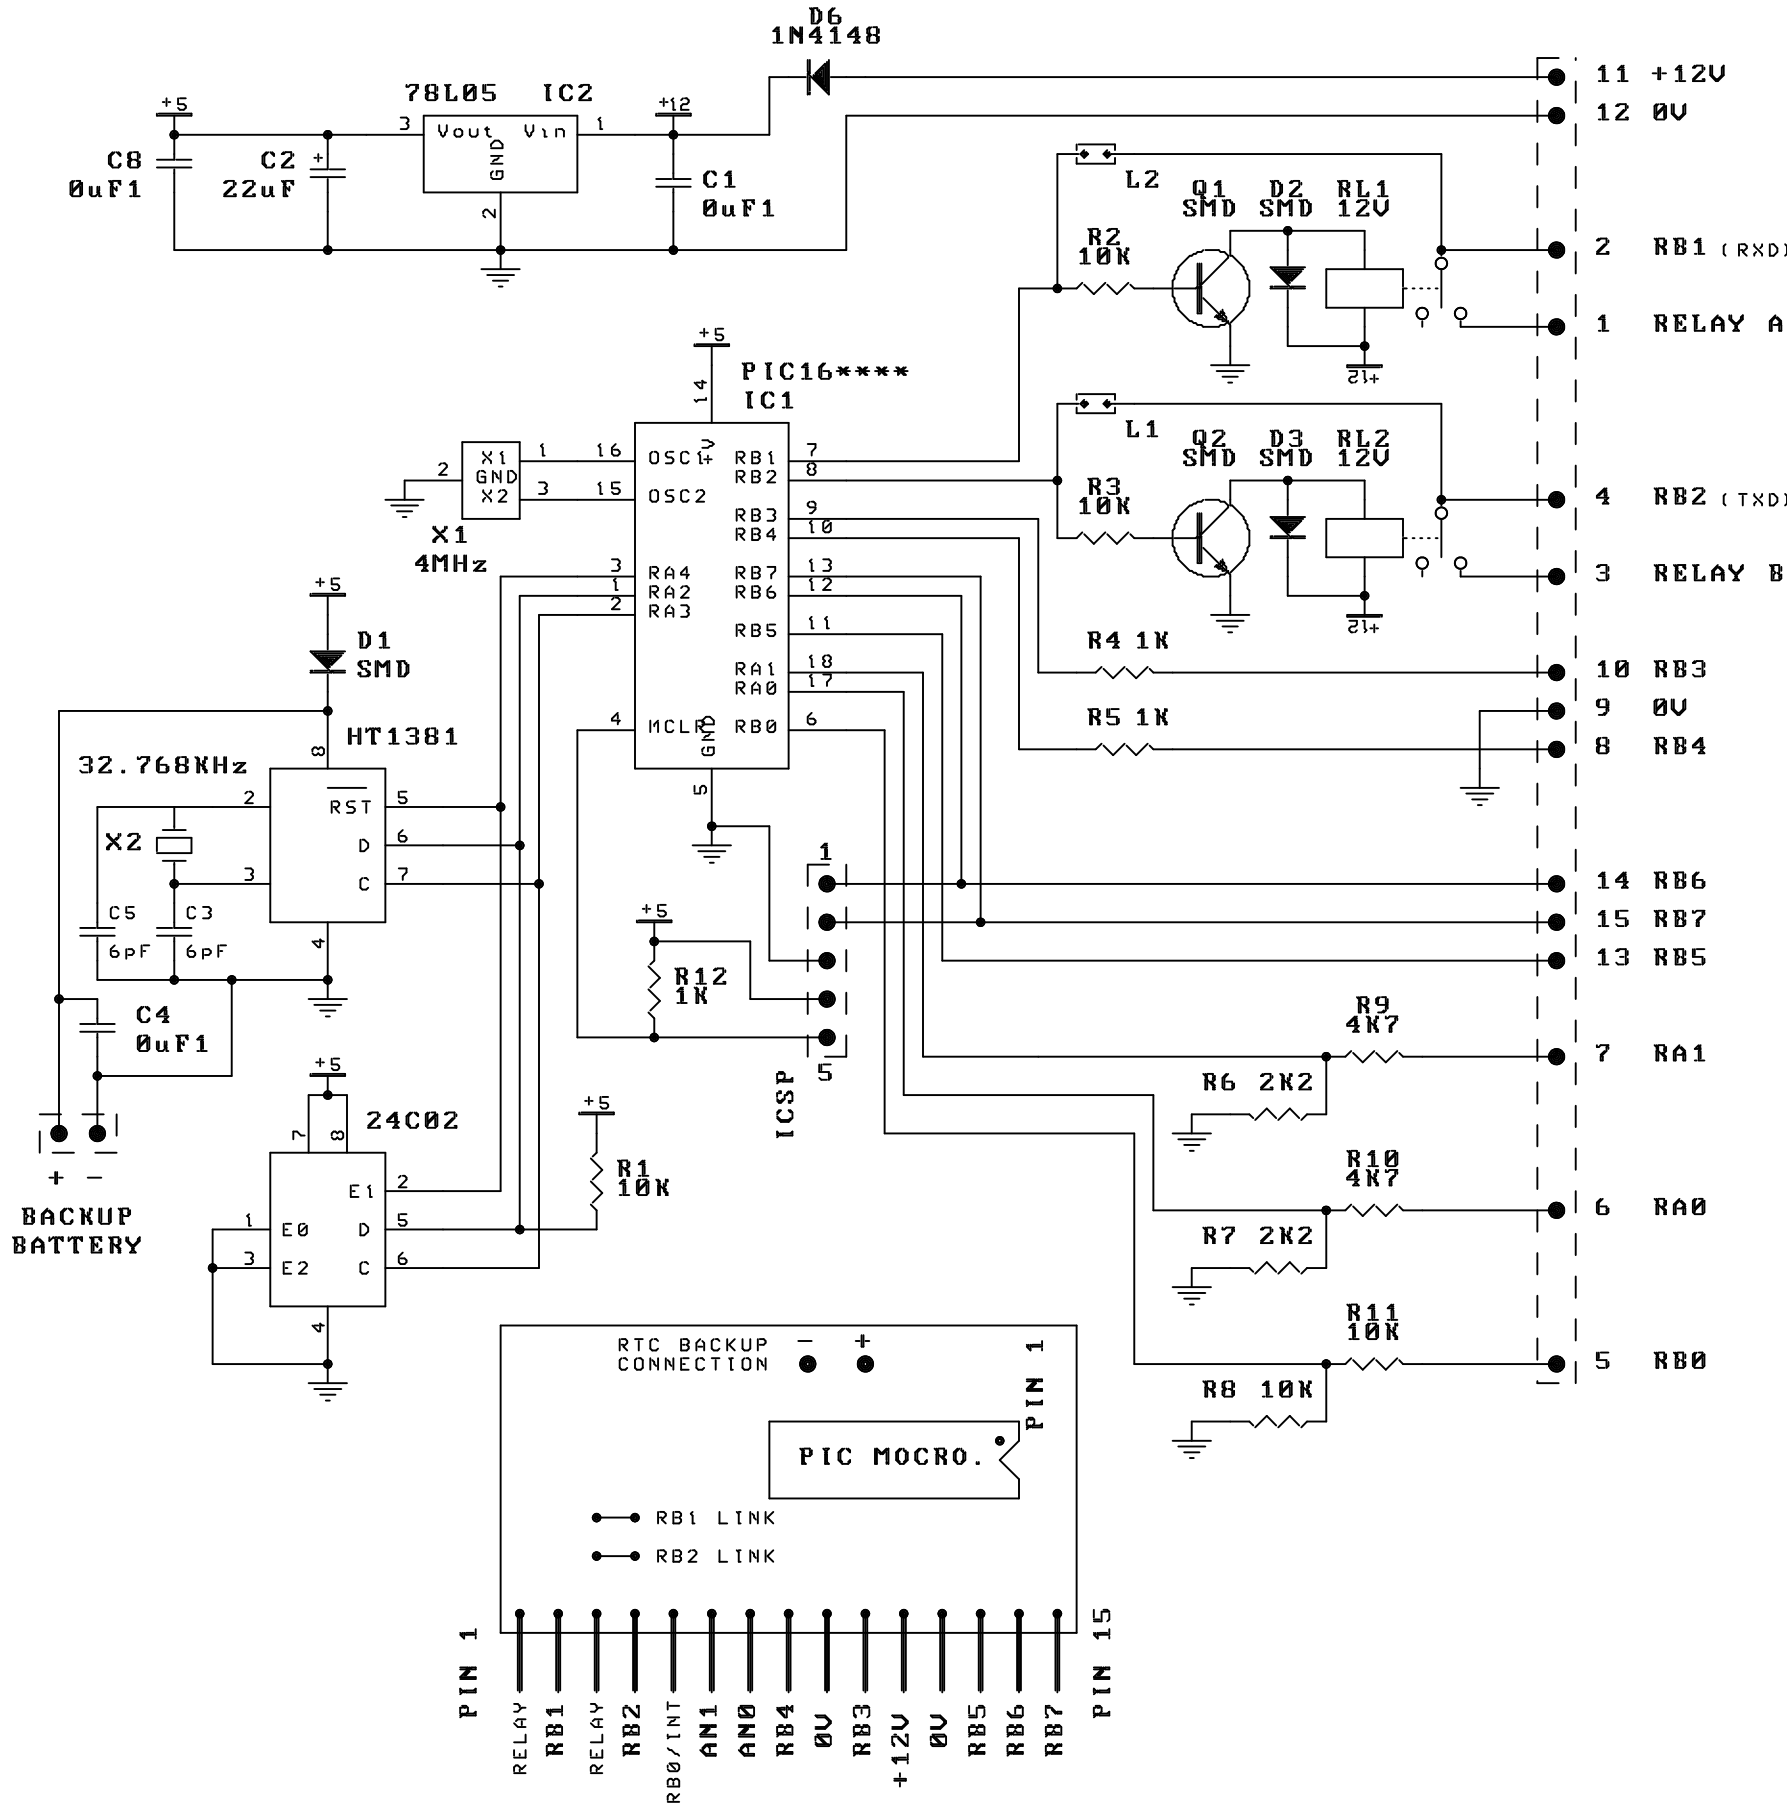 D6
1N4148
11 +12V
12 0V
78L05 IC2
+5
3 Vout Vin 1
GND
2
+12
C8
0uF1
C2 +
22uF
C1
0uF1
L2
Q1 D2 RL1
SMD SMD 12V
R2
10K
2 RB1 (RXD)
1 RELAY A
+12
+5
14
PIC16****
IC1
L1
Q2 D3 RL2
SMD SMD 12V
R3
10K
4 RB2 (TXD)
3 RELAY B
+12
X1 1
GND 2
X2 3
X1
4MHz
16 OSC1 +V RB1 7
RB2 8
15 OSC2
RB3 9
RB4 10
3 RA4 RB7 13
1 RA2 RB6 12
2 RA3
RB5 11
RA1 18
RA0 17
4 MCLR GND RB0 6
5
R4 1K
10 RB3
9 0V
R5 1K
8 RB4
+5
D1
SMD
HT1381
8
32.768KHz
2 RST 5
X2
D 6
3 C 7
C5 C3
6pF 6pF
4
C4
0uF1
+ -
BACKUP
BATTERY
+5
R12
1K
1
5
ICSP
14 RB6
15 RB7
13 RB5
R9
4K7
7 RA1
R6 2K2
R10
4K7
6 RA0
R7 2K2
R11
10K
5 RB0
R8 10K
+5
24C02
7 8
E1 2
1 E0 D 5
3 E2 C 6
4
+5
R1
10K
RTC BACKUP - +
CONNECTION
PIN 1
PIC MOCRO.
RB1 LINK
RB2 LINK
PIN 1
PIN 15
RELAY
RB1
RELAY
RB2
RB0/INT
AN1
AN0
RB4
0V
RB3
+12V
0V
RB5
RB6
RB7